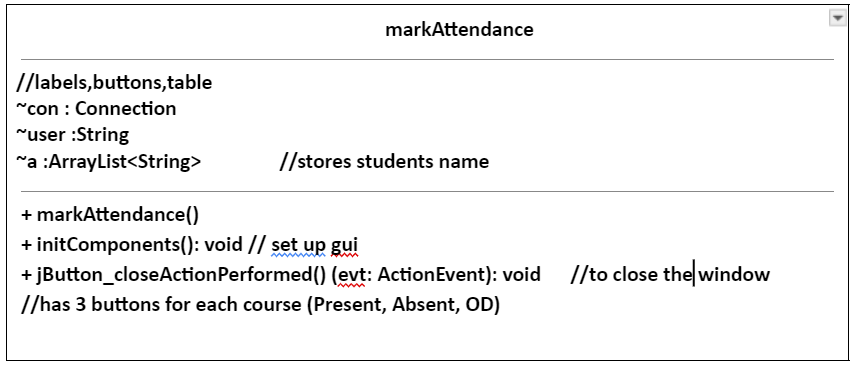 markAttendance
//labels,buttons,table
~con : Connection
~user :String
~a :ArrayList<String> //stores students name
+ markAttendance()
+ initComponents(): void // set up gui
+ jButton_closeActionPerformed() (evt: ActionEvent): void //to close the window
//has 3 buttons for each course (Present, Absent, OD)